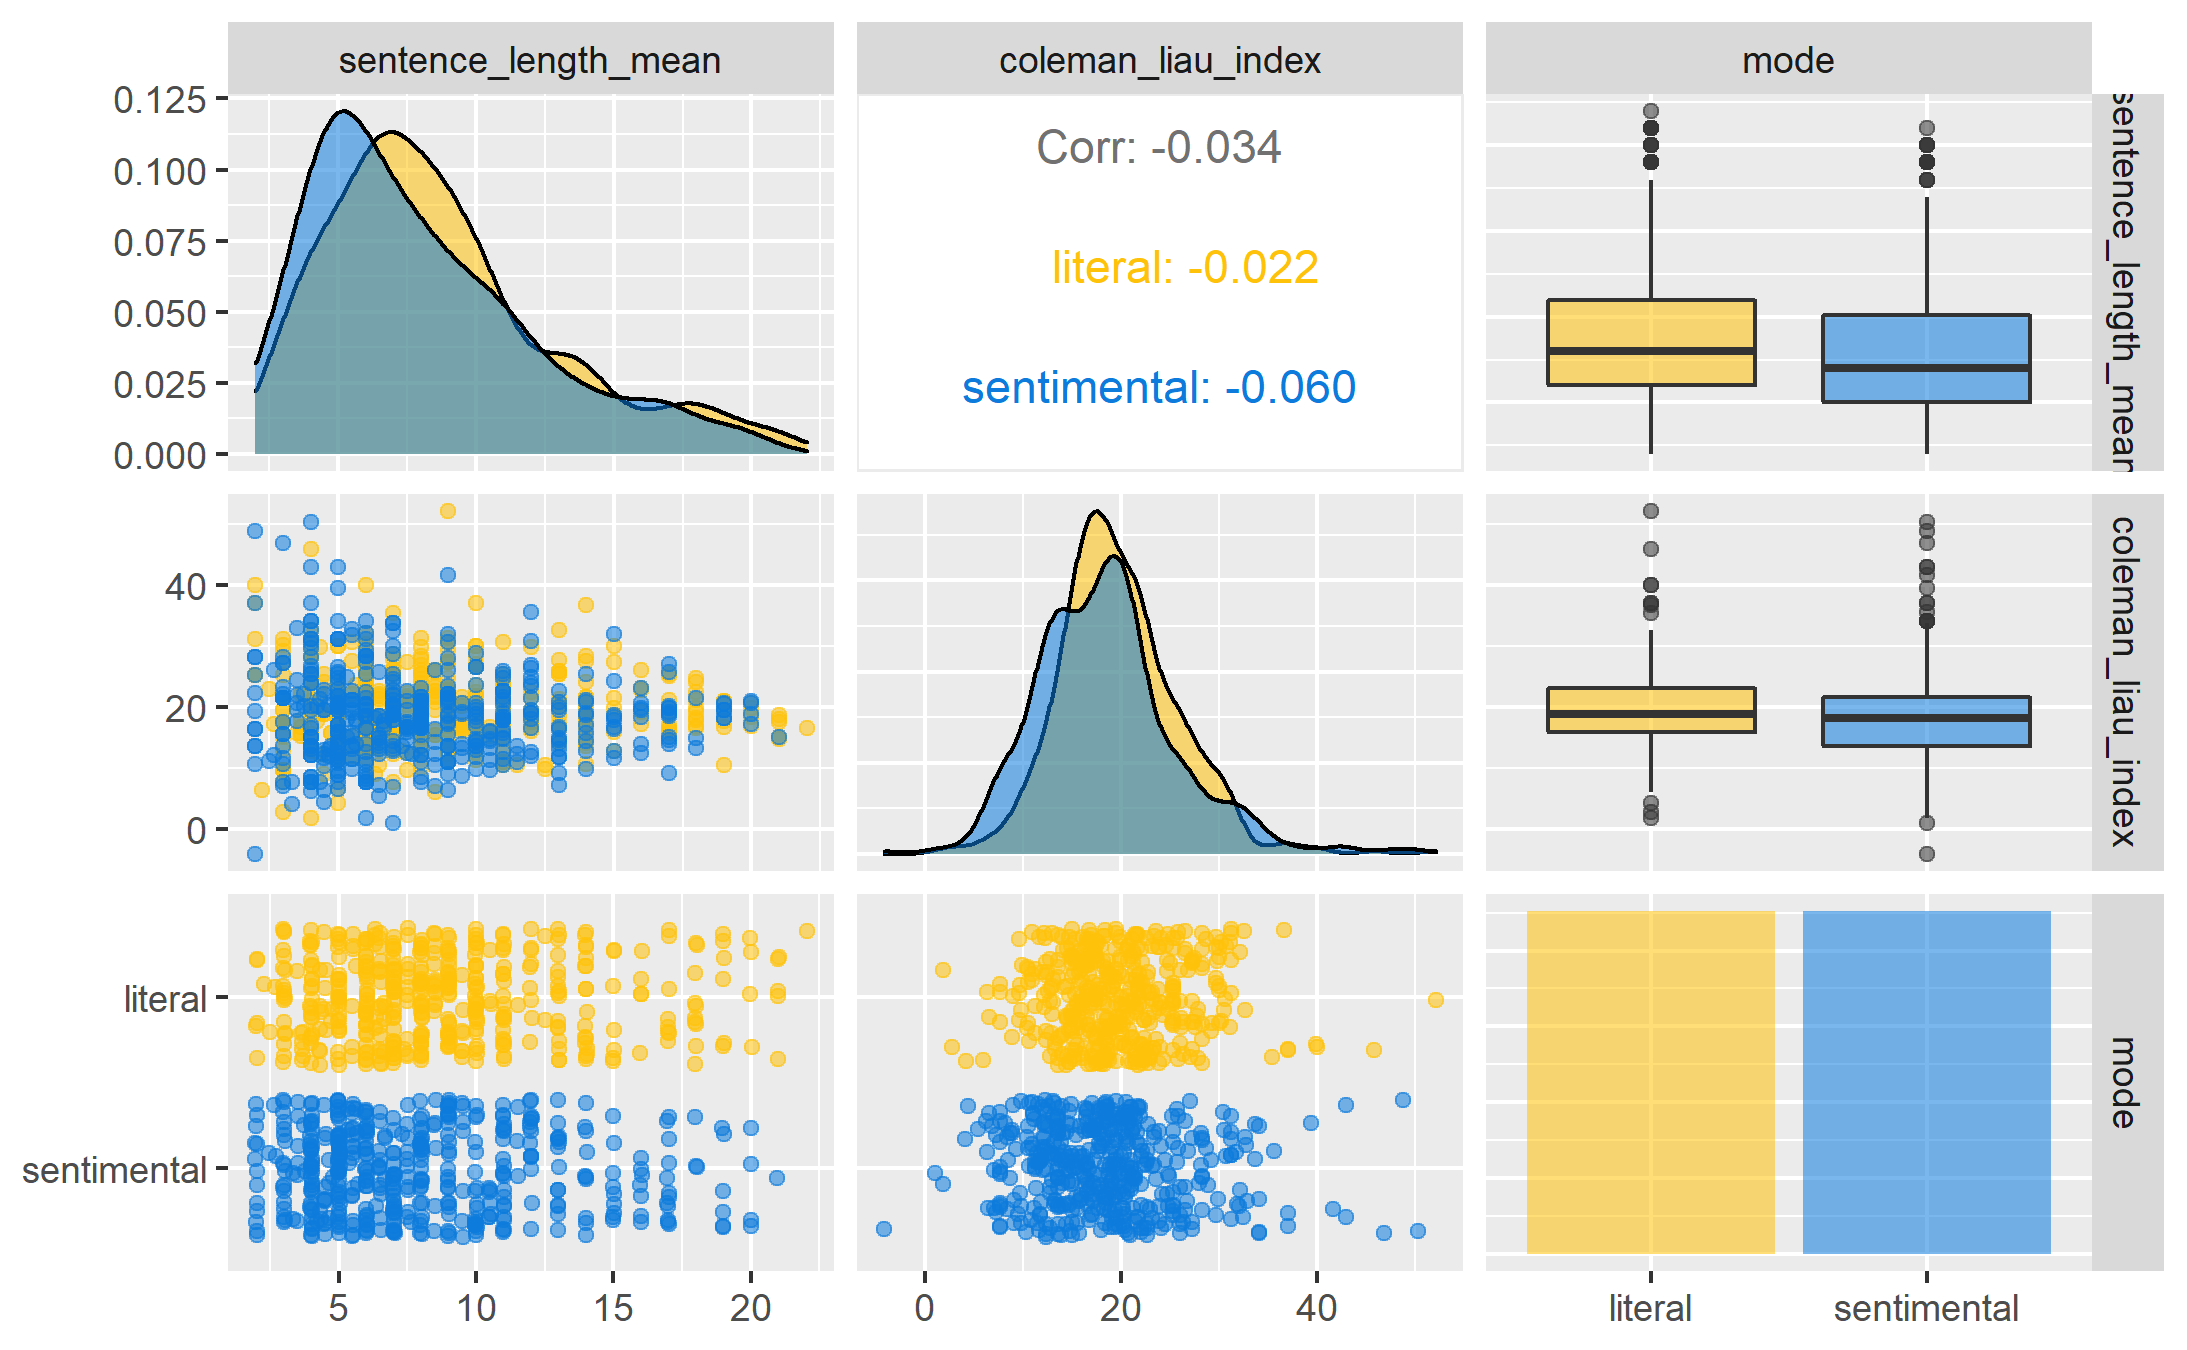 sentence_length_mean
coleman_liau_index
mode
0.125
0.100
0.075
0.050
0.025
0.000
Corr: -0.034
literal: -0.022
sentimental: -0.060
sentence_length_mean
40
20
0
coleman_liau_index
literal
sentimental
mode
5
10
15
20
0
20
40
literal
sentimental